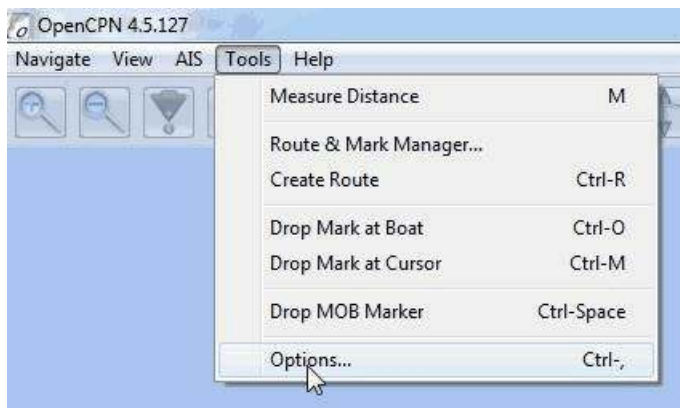 OpenCPN 4.5.127
Navigate View AIS Tools Help
Measure Distance M
Route & Mark Manager...
Create Route Ctrl-R
Drop Mark at Boat Ctrl-O
Drop Mark at Cursor Ctrl-M
Drop MOB Marker Ctrl-Space
Options... Ctrl-,